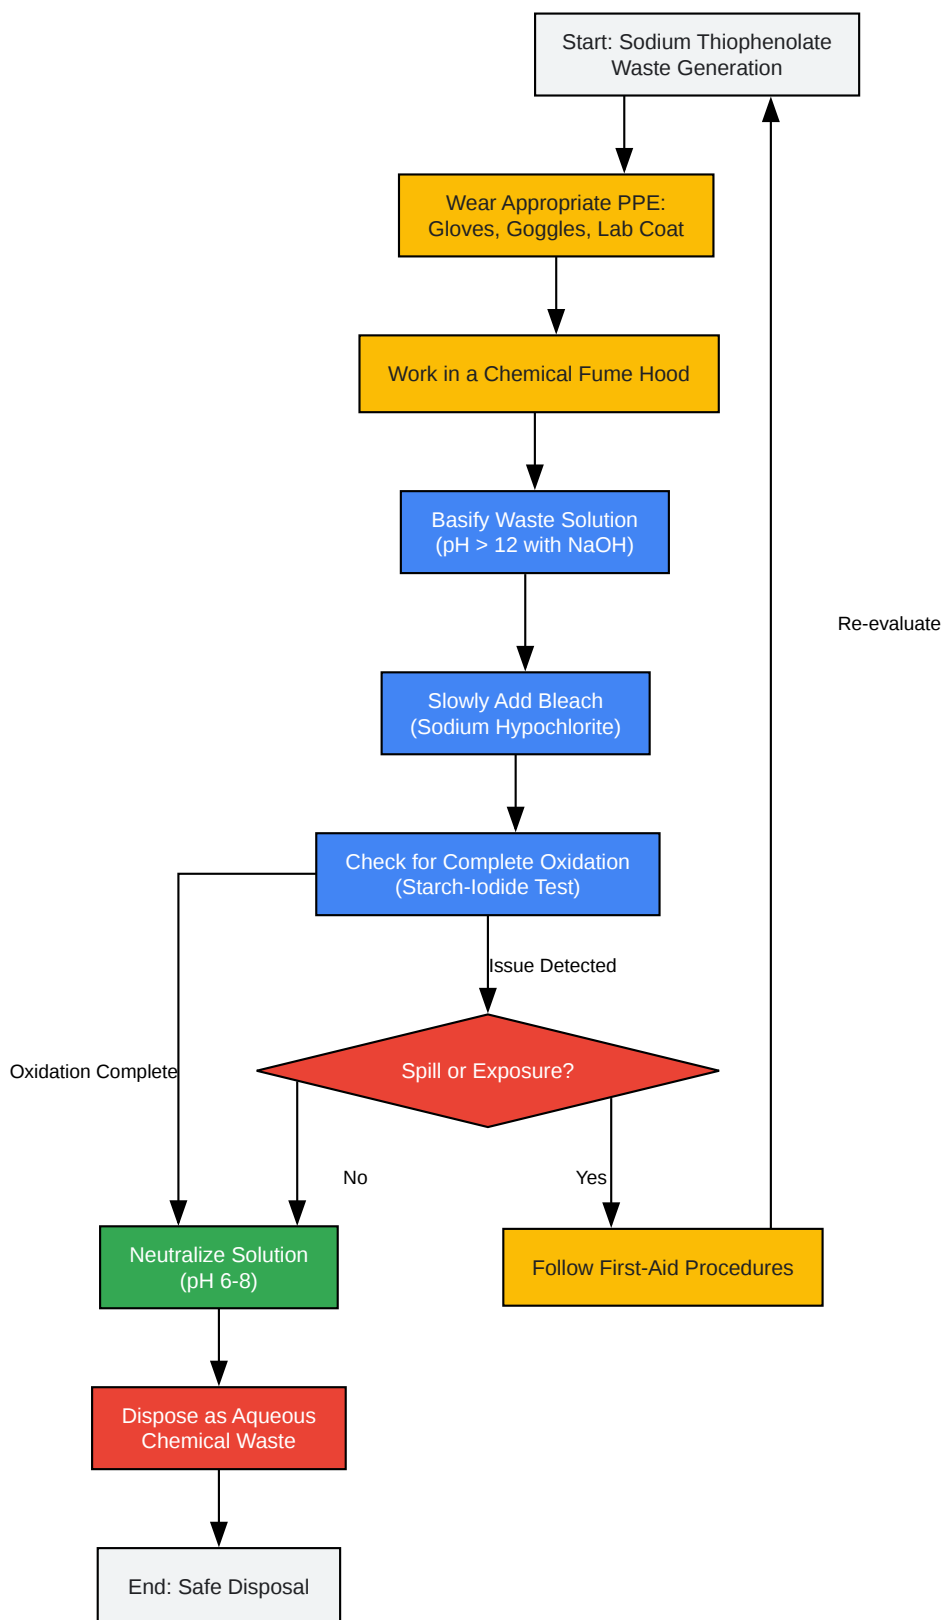 Start: Sodium Thiophenolate
Waste Generation
Wear Appropriate PPE:
Gloves, Goggles, Lab Coat
Work in a Chemical Fume Hood
Basify Waste Solution
(pH > 12 with NaOH)
Re-evaluate
Slowly Add Bleach
(Sodium Hypochlorite)
Check for Complete Oxidation
(Starch-Iodide Test)
Issue Detected
Oxidation Complete
Spill or Exposure?
No
Yes
Neutralize Solution
(pH 6-8)
Follow First-Aid Procedures
Dispose as Aqueous
Chemical Waste
End: Safe Disposal